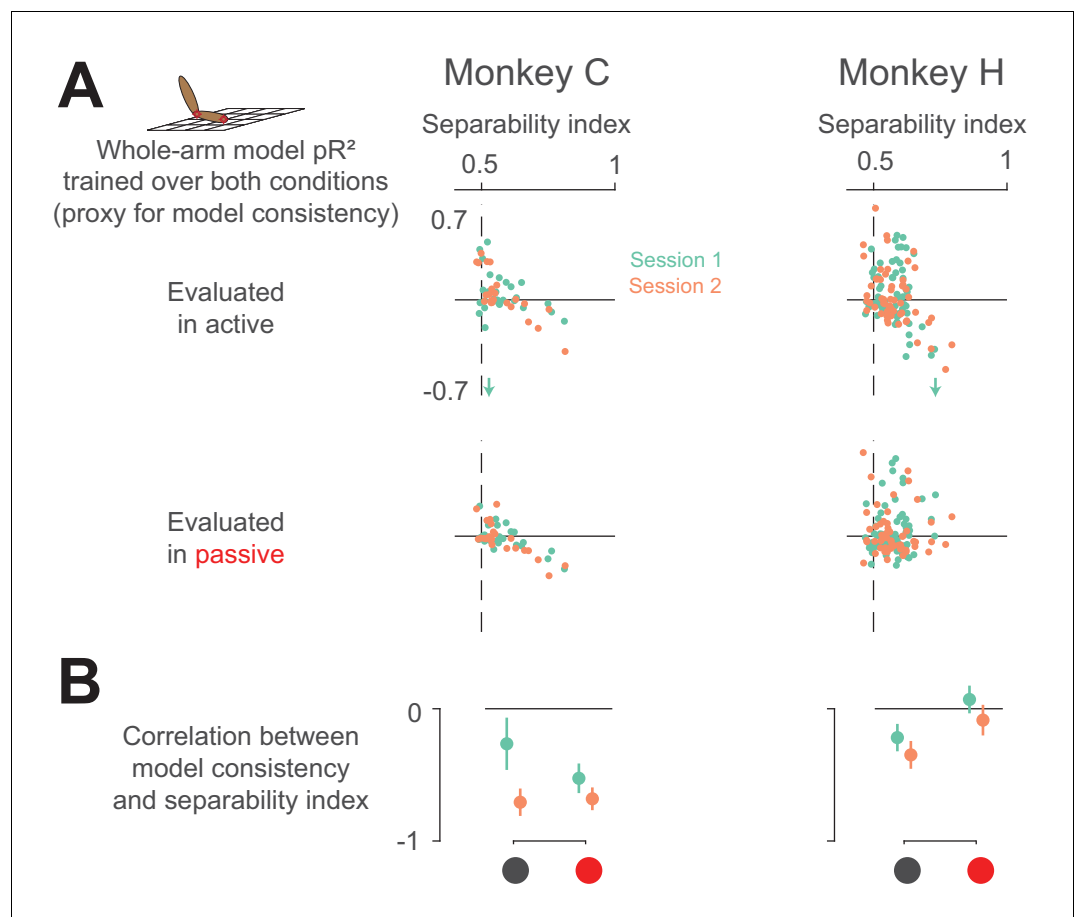 A
Monkey C
Monkey H
Whole-arm model pR²
trained over both conditions
(proxy for model consistency)
Separability index
0.5
1
Separability index
0.5
1
0.7
Session 1
Session 2
Evaluated
in active
-0.7
Evaluated
in passive
B
0
Correlation between
model consistency
and separability index
-1